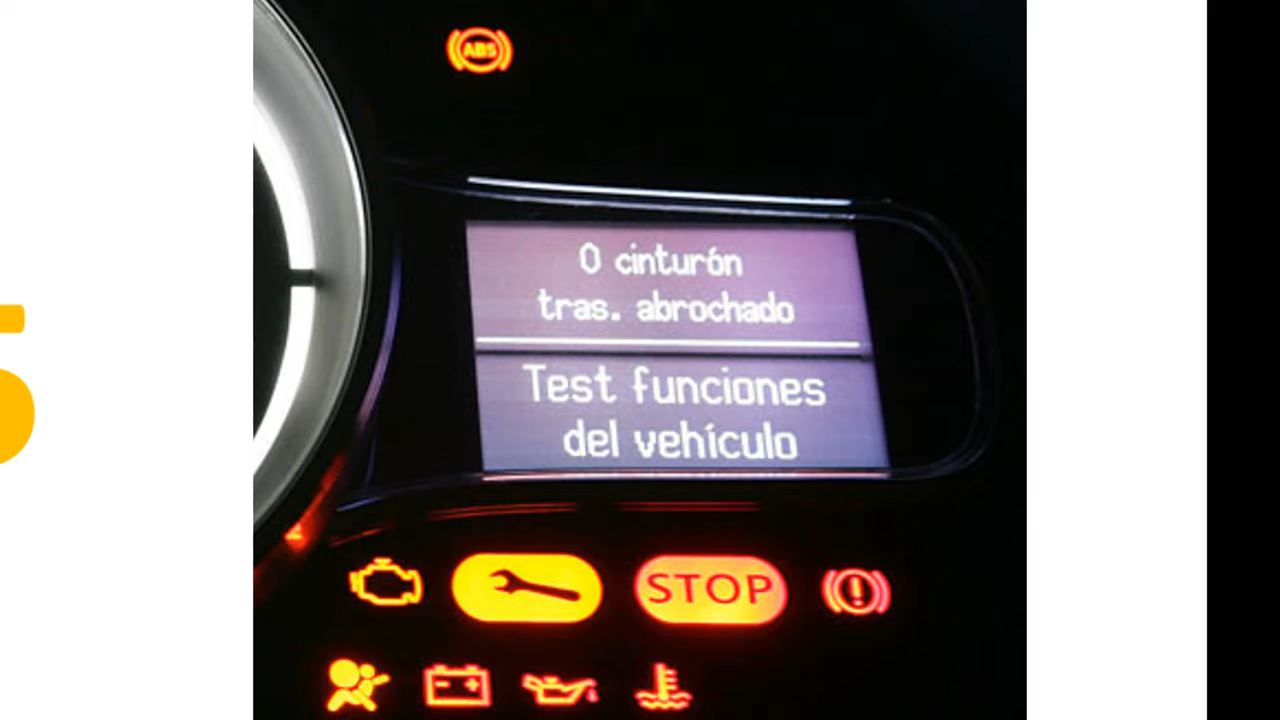 ABS
0 cinturón
tras. abrochado
Test funciones
del vehículo
STOP